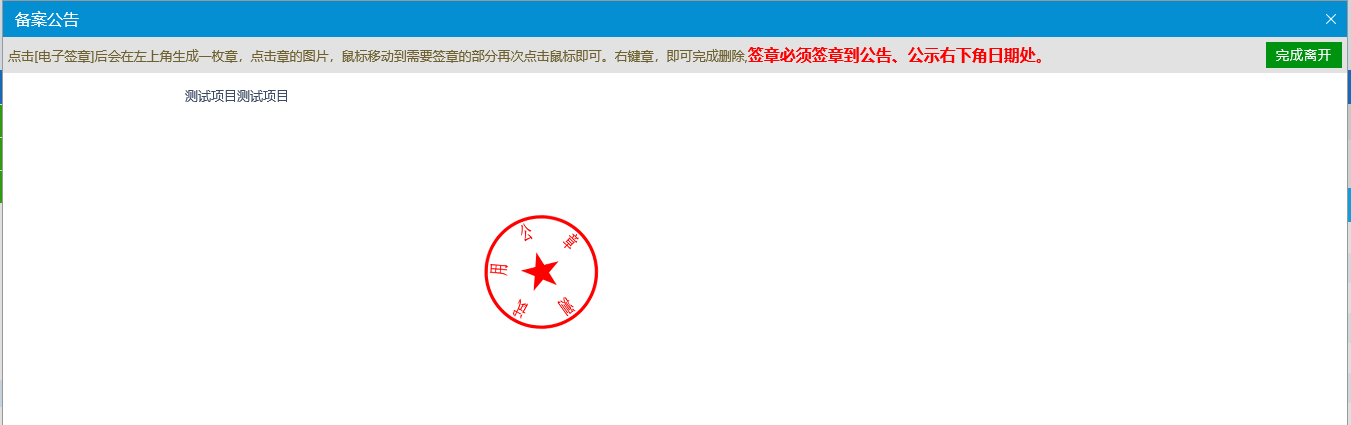 备案公告
点击[电子签章]后会在左上角生成一枚章，点击章的图片，鼠标移动到需要签章的部分再次点击鼠标即可。右键章，即可完成删除,签章必须签章到公告、公示右下角日期处。
完成离开
测试项目测试项目
测试用公章